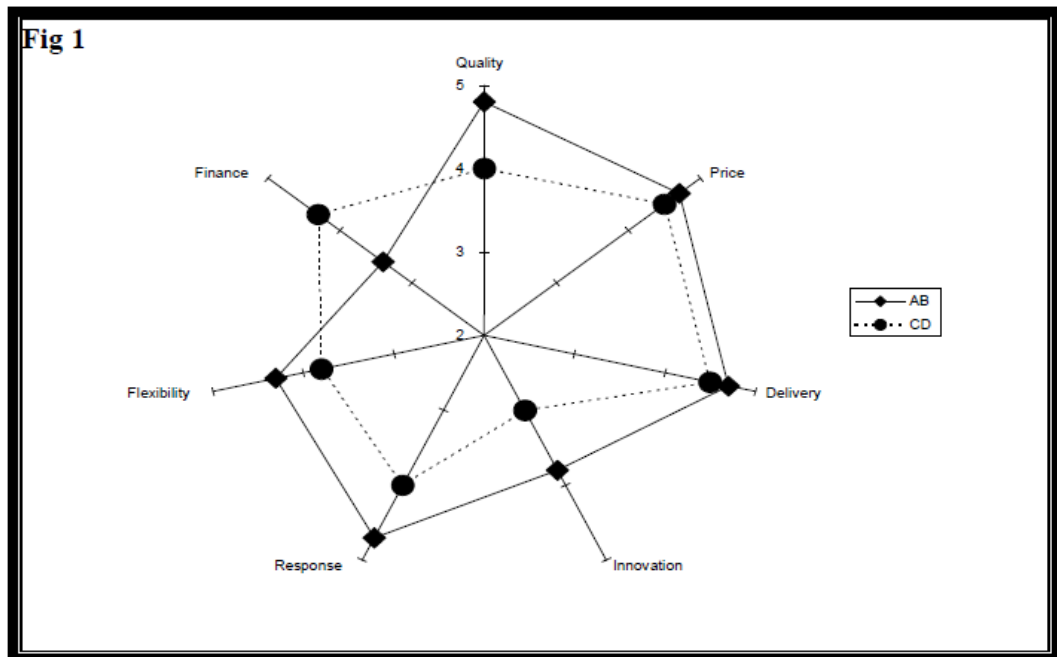 Fig 1
Quality
5
Finance
Price
4
3
AB
CD
2
Flexibility
Delivery
Response
Innovation